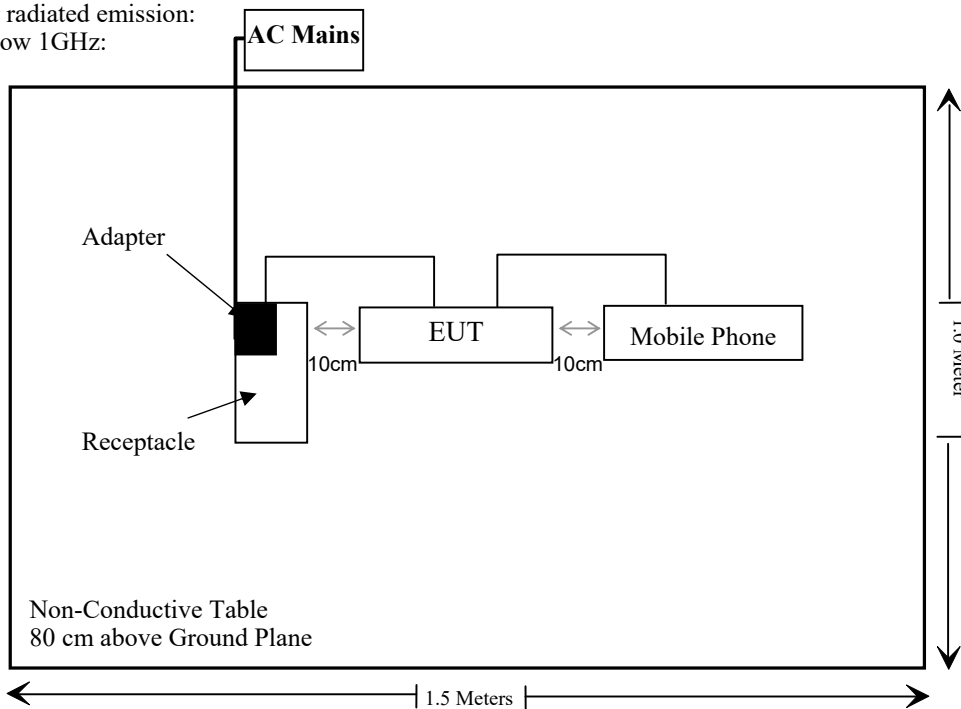 radiated emission:
ow 1GHz:
AC Mains
Adapter
EUT
Mobile Phone
10cm
10cm
Receptacle
Non-Conductive Table
80 cm above Ground Plane
1.5 Meters
Meter